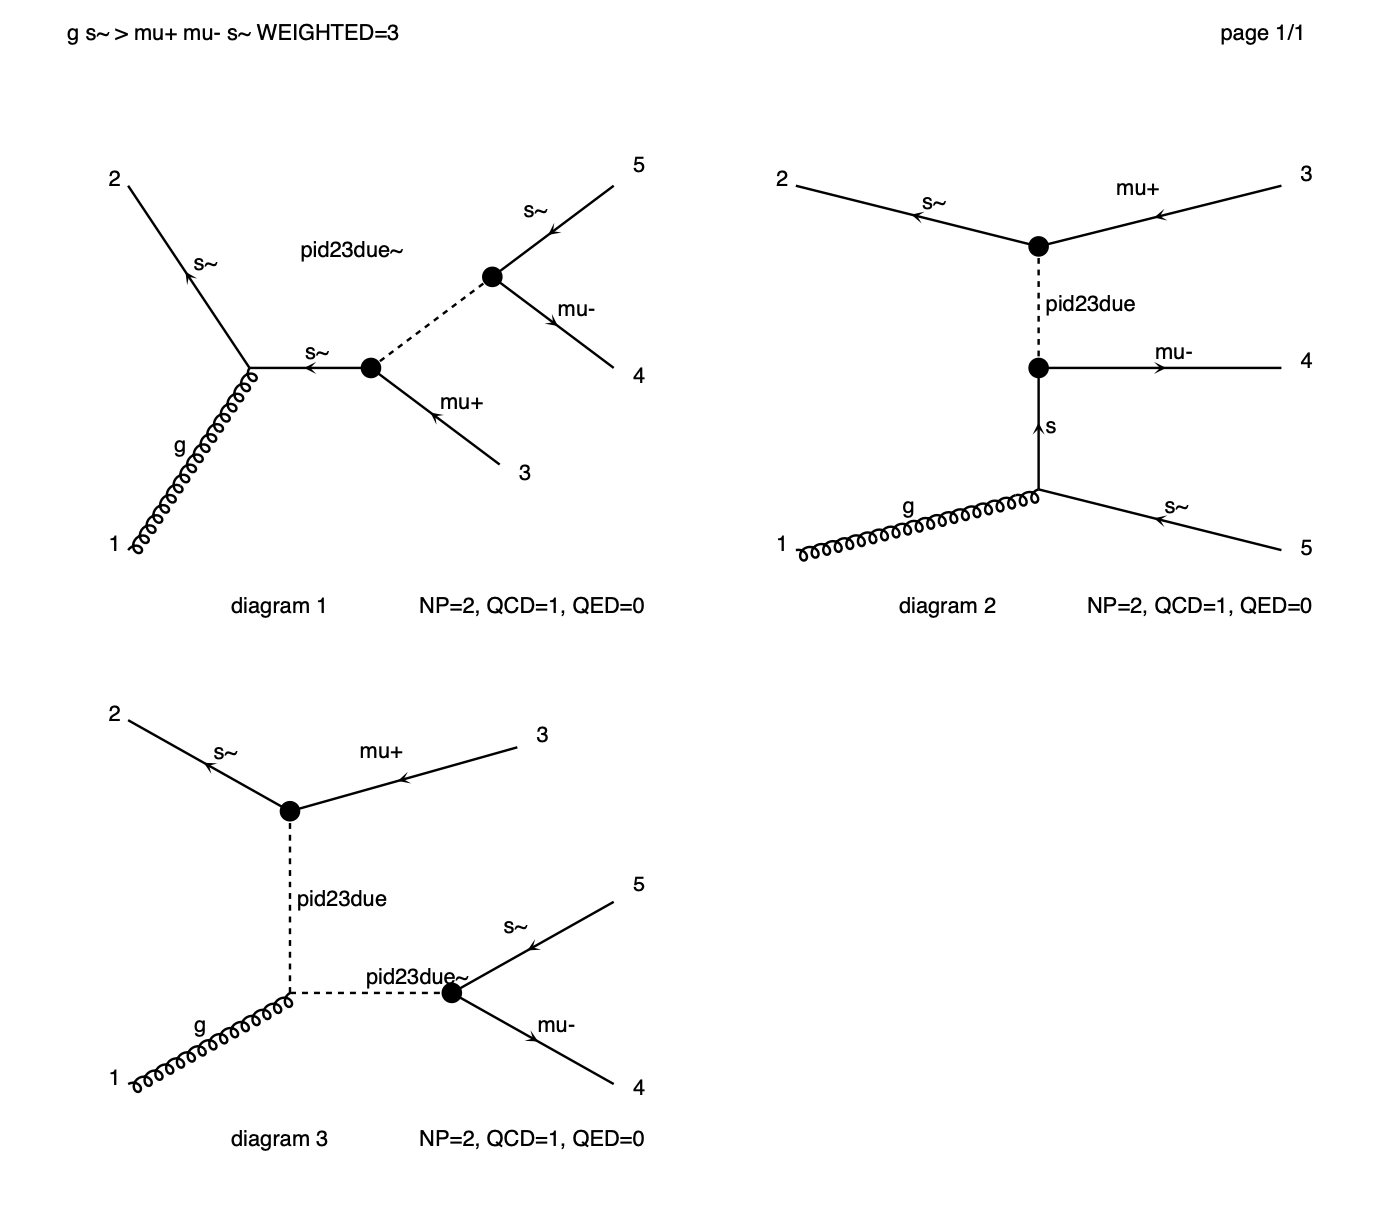 g s~ > mu+ mu- s~ WEIGHTED=3
page 1/1
2
5
s~
s~
pid23due~
mu-
s~
4
mu+
3
g
1
diagram 1
NP=2, QCD=1, QED=0
2
3
mu+
s~
pid23due
mu-
4
s
g
s~
1
5
diagram 2
NP=2, QCD=1, QED=0
2
3
mu+
s~
5
pid23due
s~
pid23due~
g
mu-
1
4
diagram 3
NP=2, QCD=1, QED=0